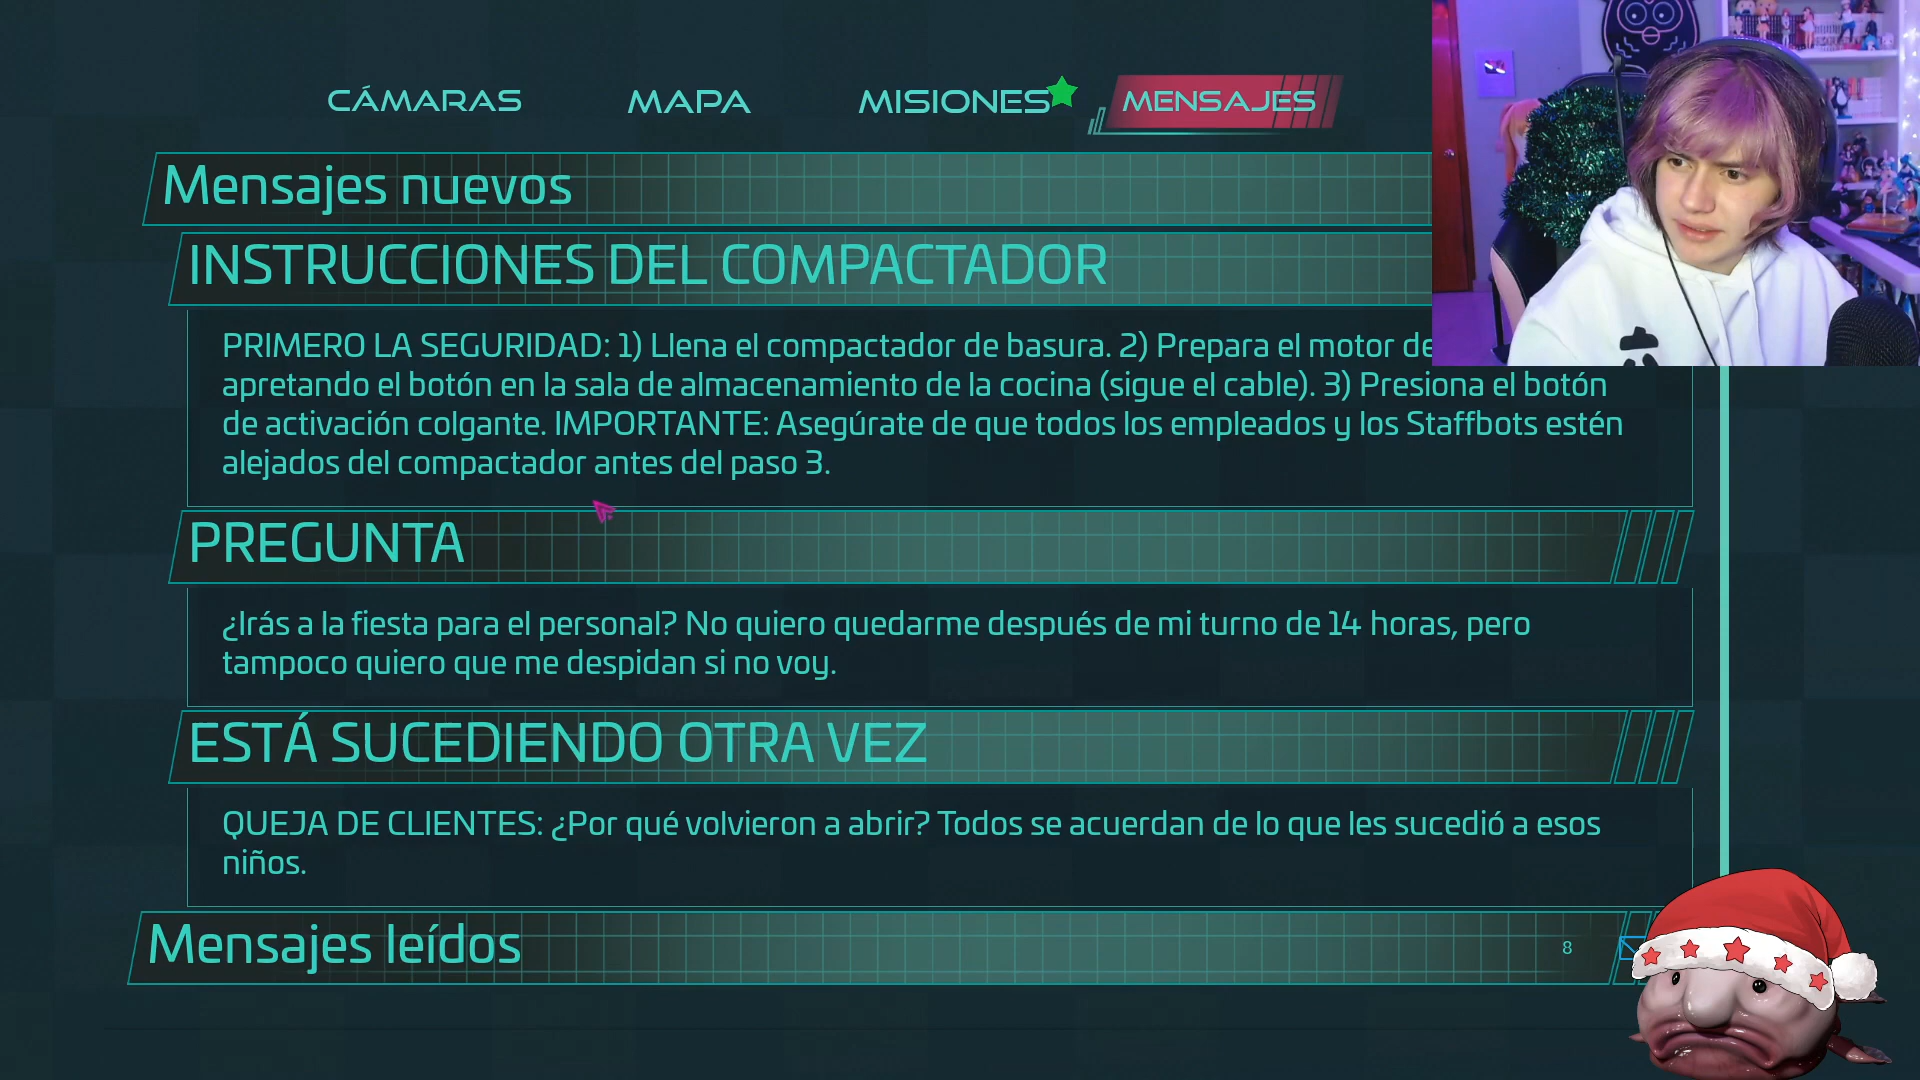 CÁMARAS MAPA MISIONES MENSAJES
Mensajes nuevos
INSTRUCCIONES DEL COMPACTADOR
PRIMERO LA SEGURIDAD: 1) Llena el compactador de basura. 2) Prepara el motor de
apretando el botón en la sala de almacenamiento de la cocina (sigue el cable). 3) Presiona el botón
de activación colgante. IMPORTANTE: Asegúrate de que todos los empleados y los Staffbots estén
alejados del compactador antes del paso 3.
PREGUNTA
¿Irás a la fiesta para el personal? No quiero quedarme después de mi turno de 14 horas, pero
tampoco quiero que me despidan si no voy.
ESTÁ SUCEDIENDO OTRA VEZ
QUEJA DE CLIENTES: ¿Por qué volvieron a abrir? Todos se acuerdan de lo que les sucedió a esos
niños.
Mensajes leídos 8